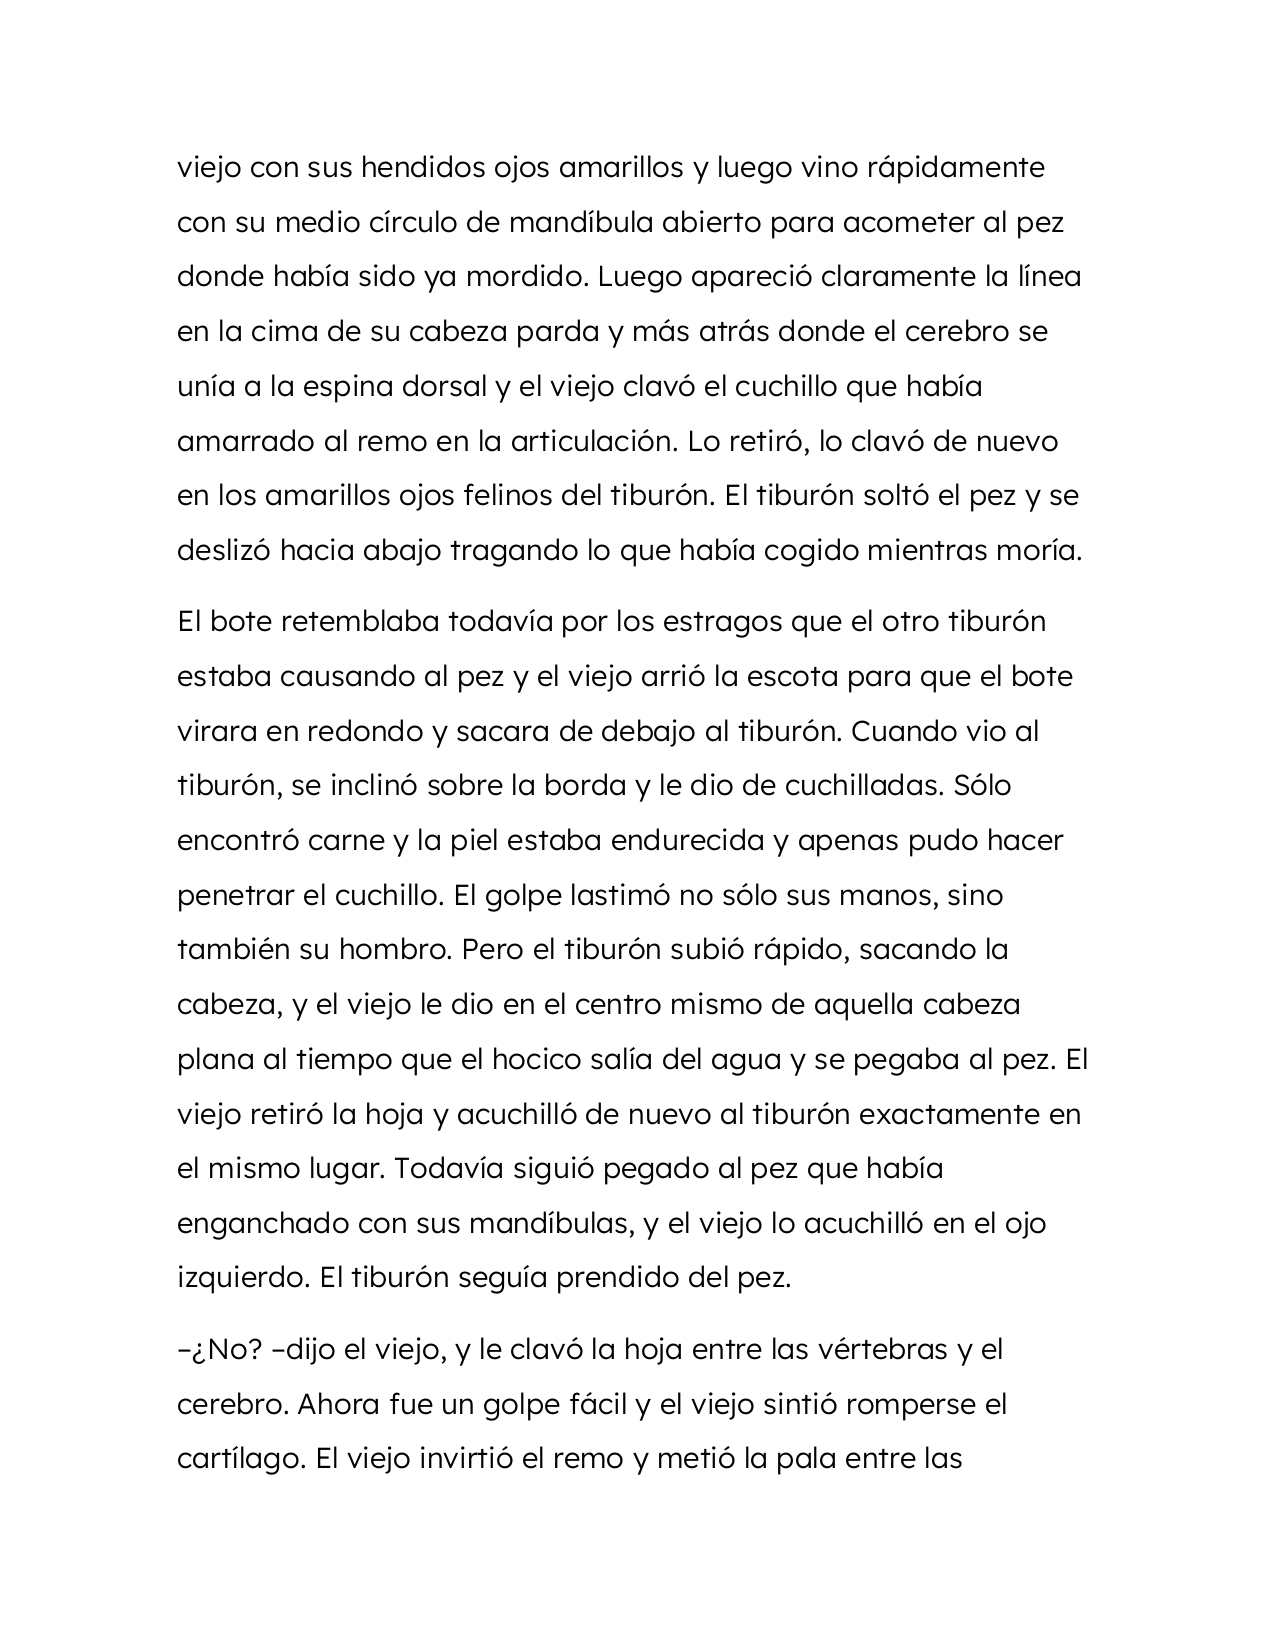 viejo con sus hendidos ojos amarillos y luego vino rápidamente
con su medio círculo de mandíbula abierto para acometer al pez
donde había sido ya mordido. Luego apareció claramente la línea
en la cima de su cabeza parda y más atrás donde el cerebro se
unía a la espina dorsal y el viejo clavó el cuchillo que había
amarrado al remo en la articulación. Lo retiró, lo clavó de nuevo
en los amarillos ojos felinos del tiburón. El tiburón soltó el pez y se
deslizó hacia abajo tragando lo que había cogido mientras moría.
El bote retemblaba todavía por los estragos que el otro tiburón
estaba causando al pez y el viejo arrió la escota para que el bote
virara en redondo y sacara de debajo al tiburón. Cuando vio al
tiburón, se inclinó sobre la borda y le dio de cuchilladas. Sólo
encontró carne y la piel estaba endurecida y apenas pudo hacer
penetrar el cuchillo. El golpe lastimó no sólo sus manos, sino
también su hombro. Pero el tiburón subió rápido, sacando la
cabeza, y el viejo le dio en el centro mismo de aquella cabeza
plana al tiempo que el hocico salía del agua y se pegaba al pez. El
viejo retiró la hoja y acuchilló de nuevo al tiburón exactamente en
el mismo lugar. Todavía siguió pegado al pez que había
enganchado con sus mandíbulas, y el viejo lo acuchilló en el ojo
izquierdo. El tiburón seguía prendido del pez.
–¿No? –dijo el viejo, y le clavó la hoja entre las vértebras y el
cerebro. Ahora fue un golpe fácil y el viejo sintió romperse el
cartílago. El viejo invirtió el remo y metió la pala entre las